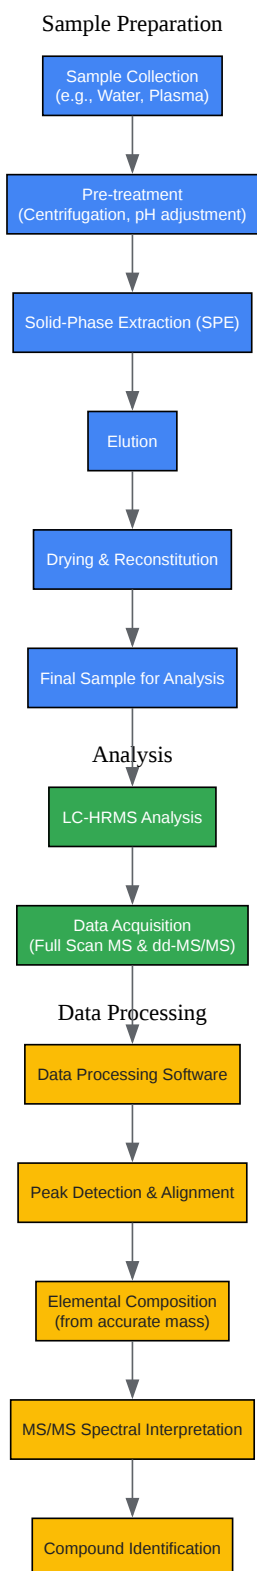 Sample Preparation
Sample Collection
(e.g., Water, Plasma)
Pre-treatment
(Centrifugation, pH adjustment)
Solid-Phase Extraction (SPE)
Elution
Drying & Reconstitution
Final Sample for Analysis
Analysis
LC-HRMS Analysis
Data Acquisition
(Full Scan MS & dd-MS/MS)
Data Processing
Data Processing Software
Peak Detection & Alignment
Elemental Composition
(from accurate mass)
MS/MS Spectral Interpretation
Compound Identification